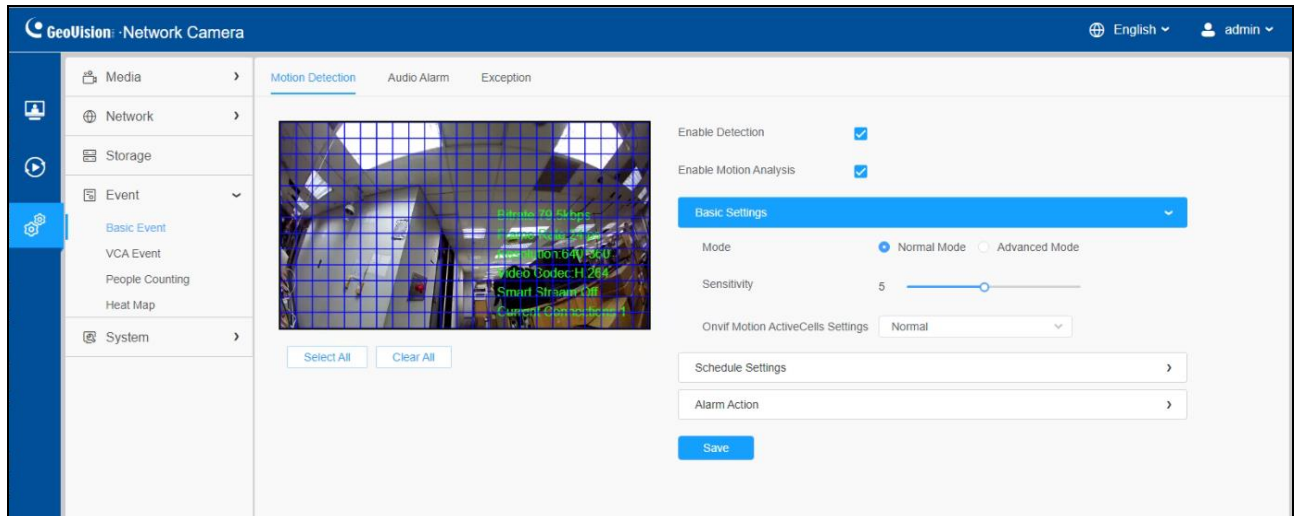 GeoVision · Network Camera
English
admin
Media
Network
Storage
Event
Basic Event
VCA Event
People Counting
Heat Map
System
Motion Detection
Audio Alarm
Exception
Bitrate:79.5kbps
Resolution:640*360
Video Codec:H.264
Smart Stream:Off
Current Connections:1
Select All
Clear All
Enable Detection
Enable Motion Analysis
Basic Settings
Mode
Normal Mode
Advanced Mode
Sensitivity
5
Onvif Motion ActiveCells Settings
Normal
Schedule Settings
Alarm Action
Save